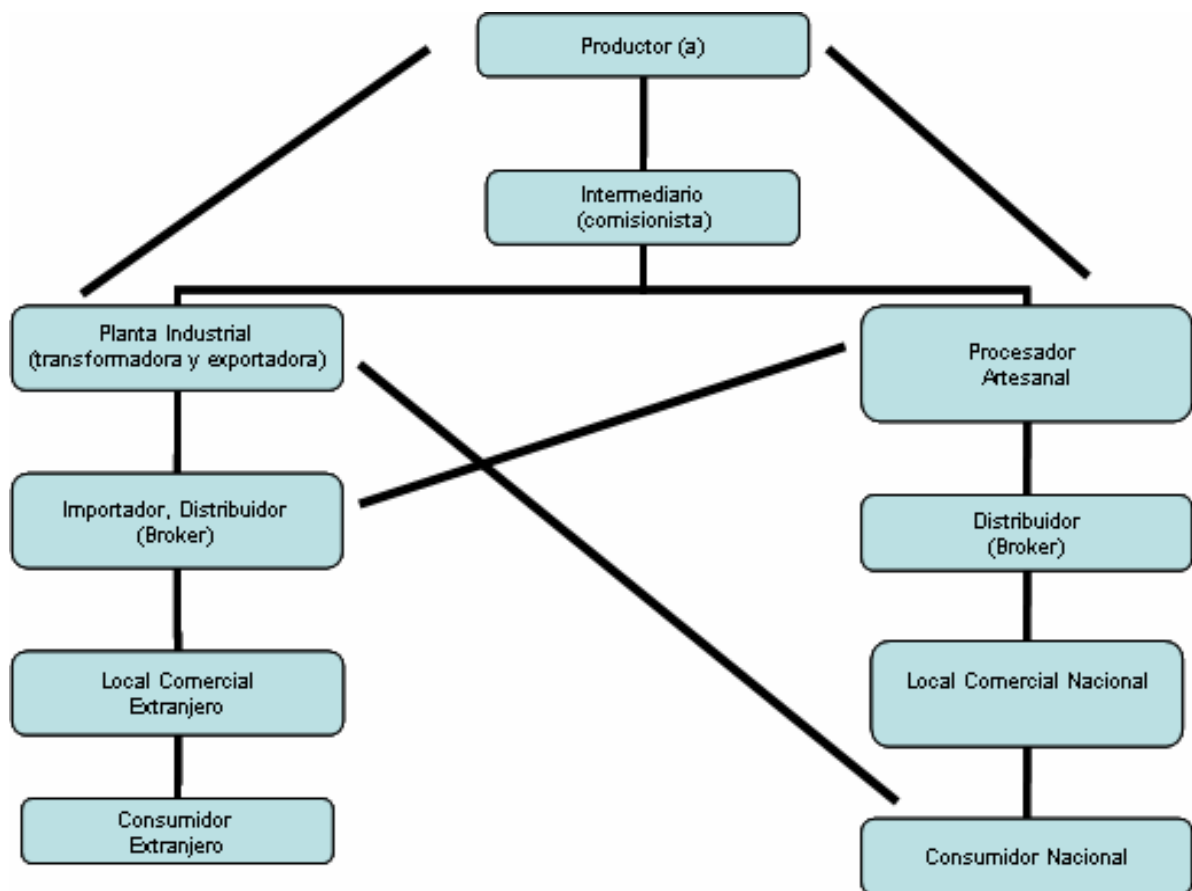 Productor (a)
Intermediario
(comisionista)
Planta Industrial
(transformadora y exportadora)
Procesador
Artesanal
Importador, Distribuidor
(Broker)
Distribuidor
(Broker)
Local Comercial
Extranjero
Local Comercial Nacional
Consumidor
Extranjero
Consumidor Nacional